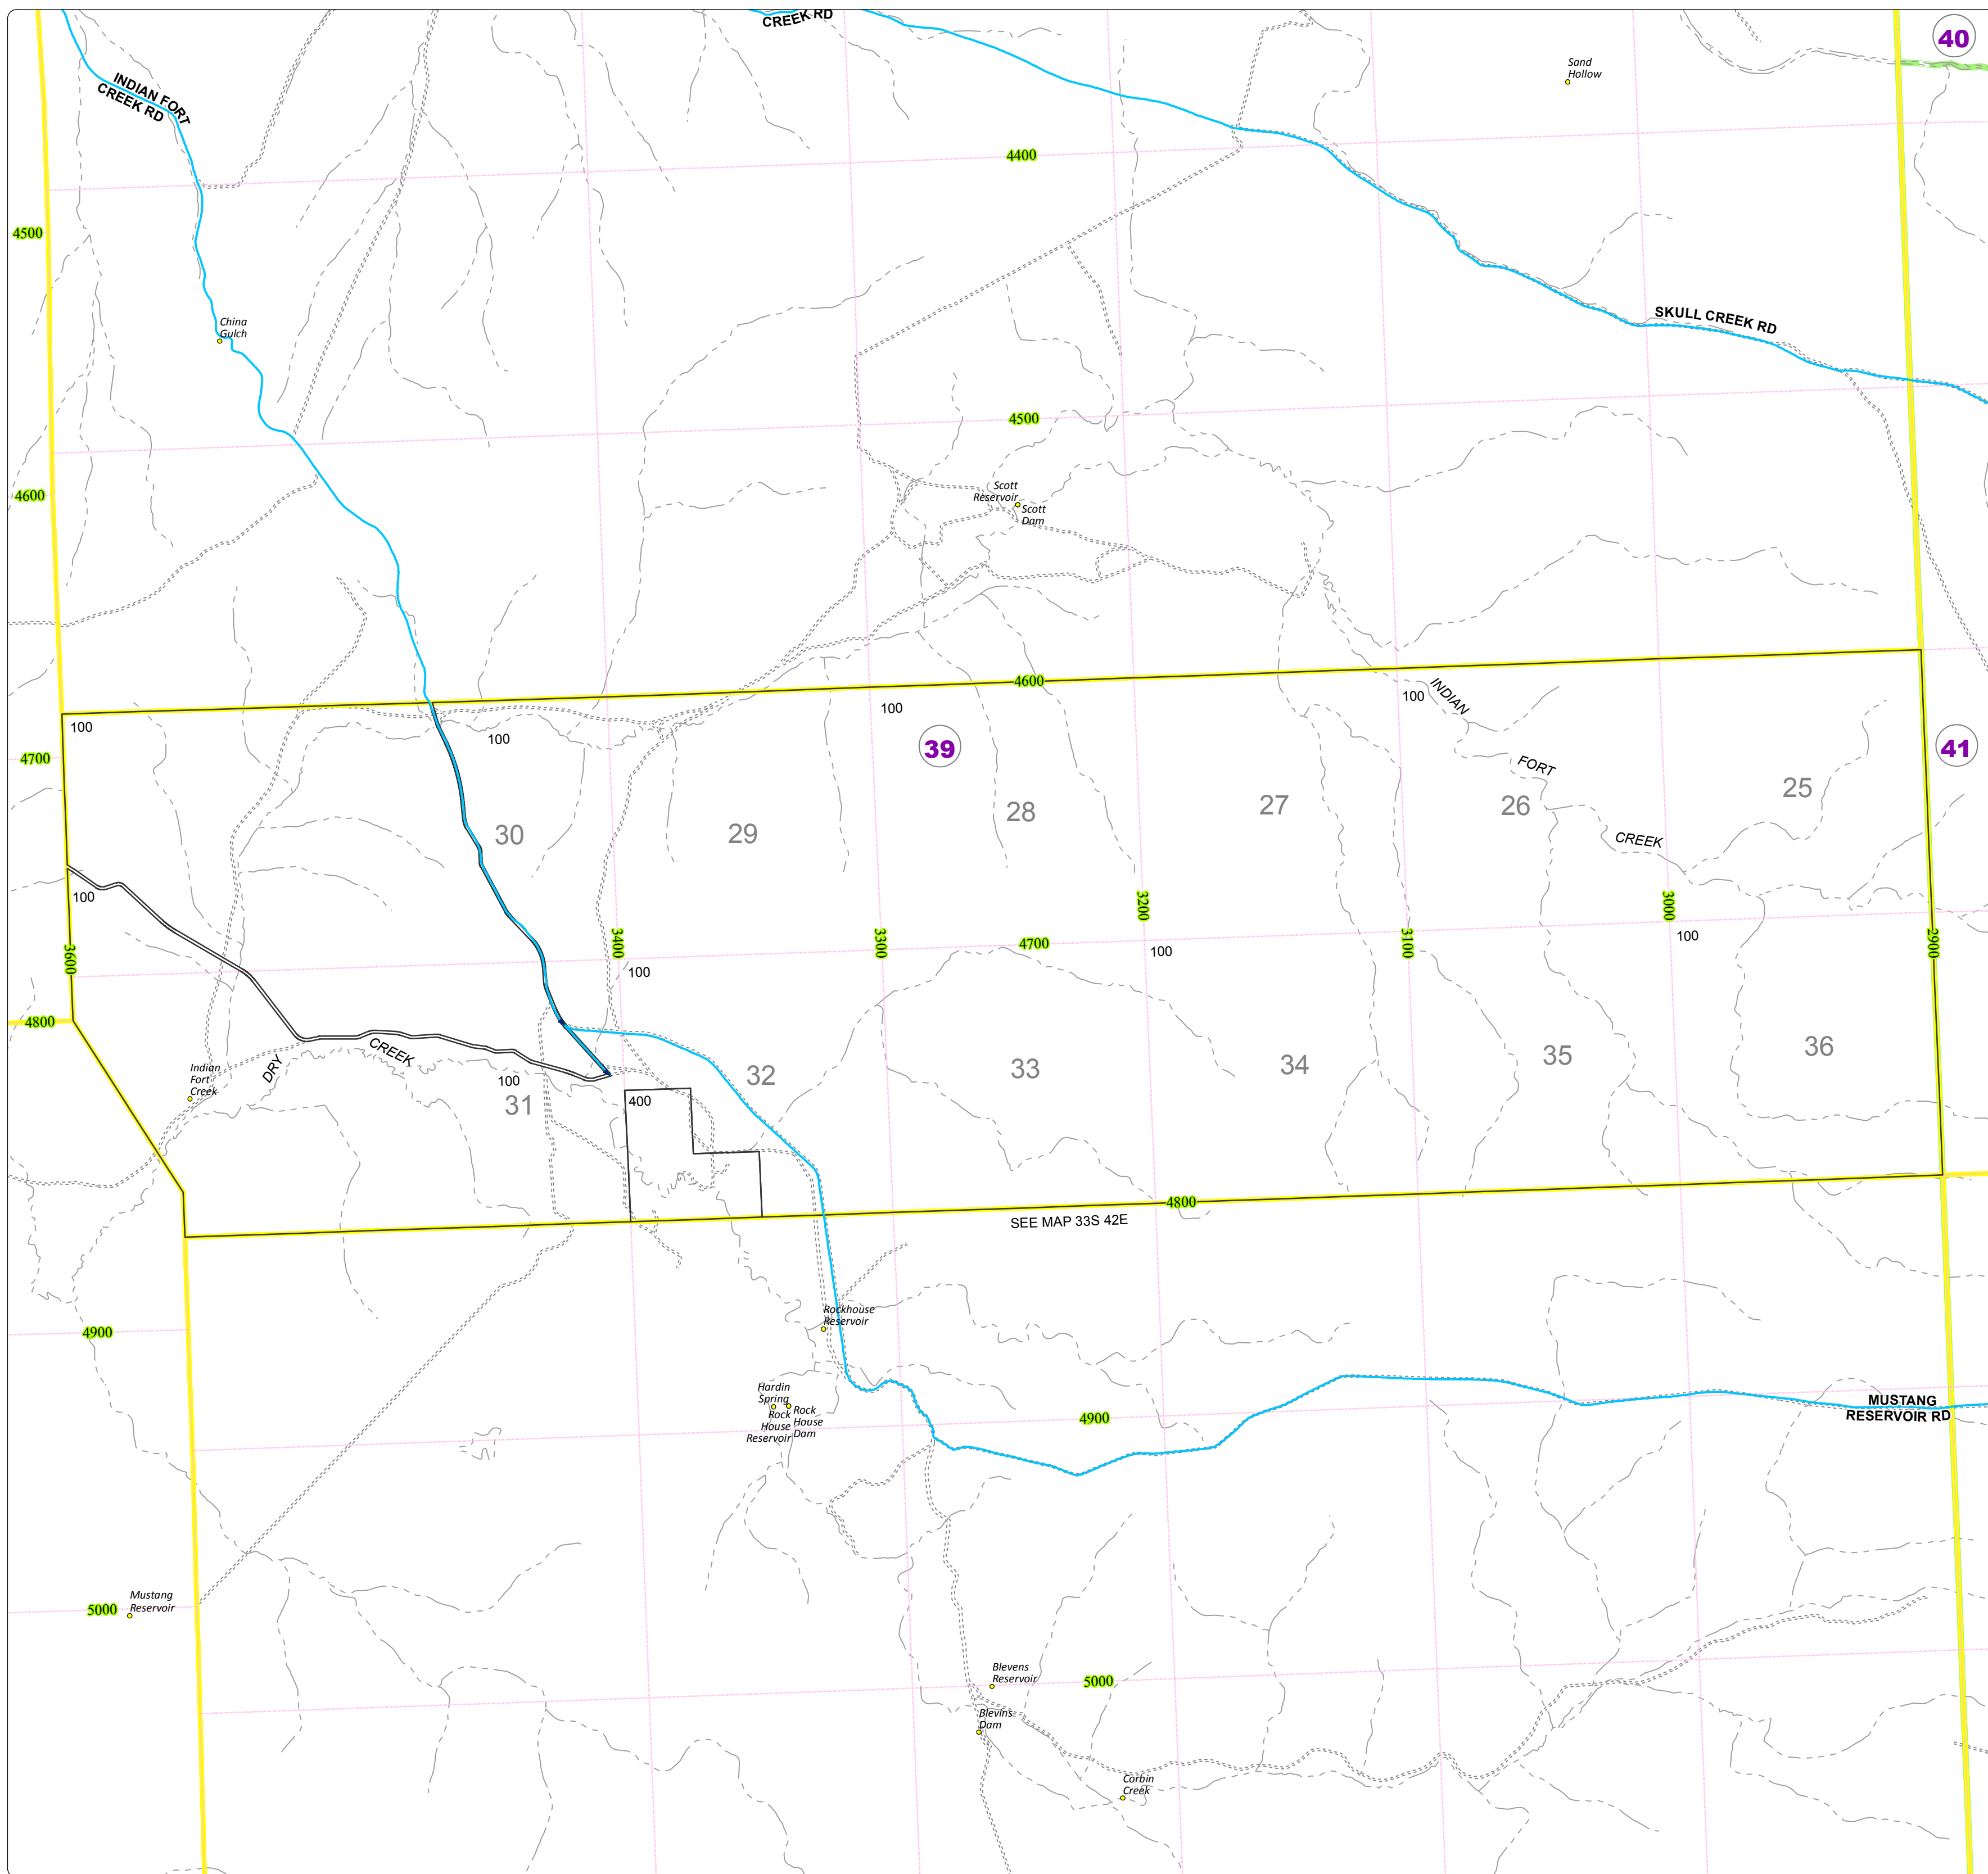 CREEK RD
40
Sand
Hollow
INDIAN FORT
CREEK RD
4400
4500
China
Gulch
SKULL CREEK RD
4500
4600
Scott
Reservoir
Scott
Dam
4600
100
100
100
100
INDIAN
4700
39
41
FORT
25
30
29
28
27
26
CREEK
100
3600
3400
3300
4700
3200
3100
3000
2900
100
100
100
4800
DRY
CREEK
Indian
Fort
Creek
100
31
400
32
33
34
35
36
4800
SEE MAP 33S 42E
4900
Rockhouse
Reservoir
Hardin
Spring
Rock
House
Reservoir
Rock
House
Dam
4900
MUSTANG
RESERVOIR RD
Mustang
Reservoir
5000
Blevens
Reservoir
5000
Blevins
Dam
Corbin
Creek